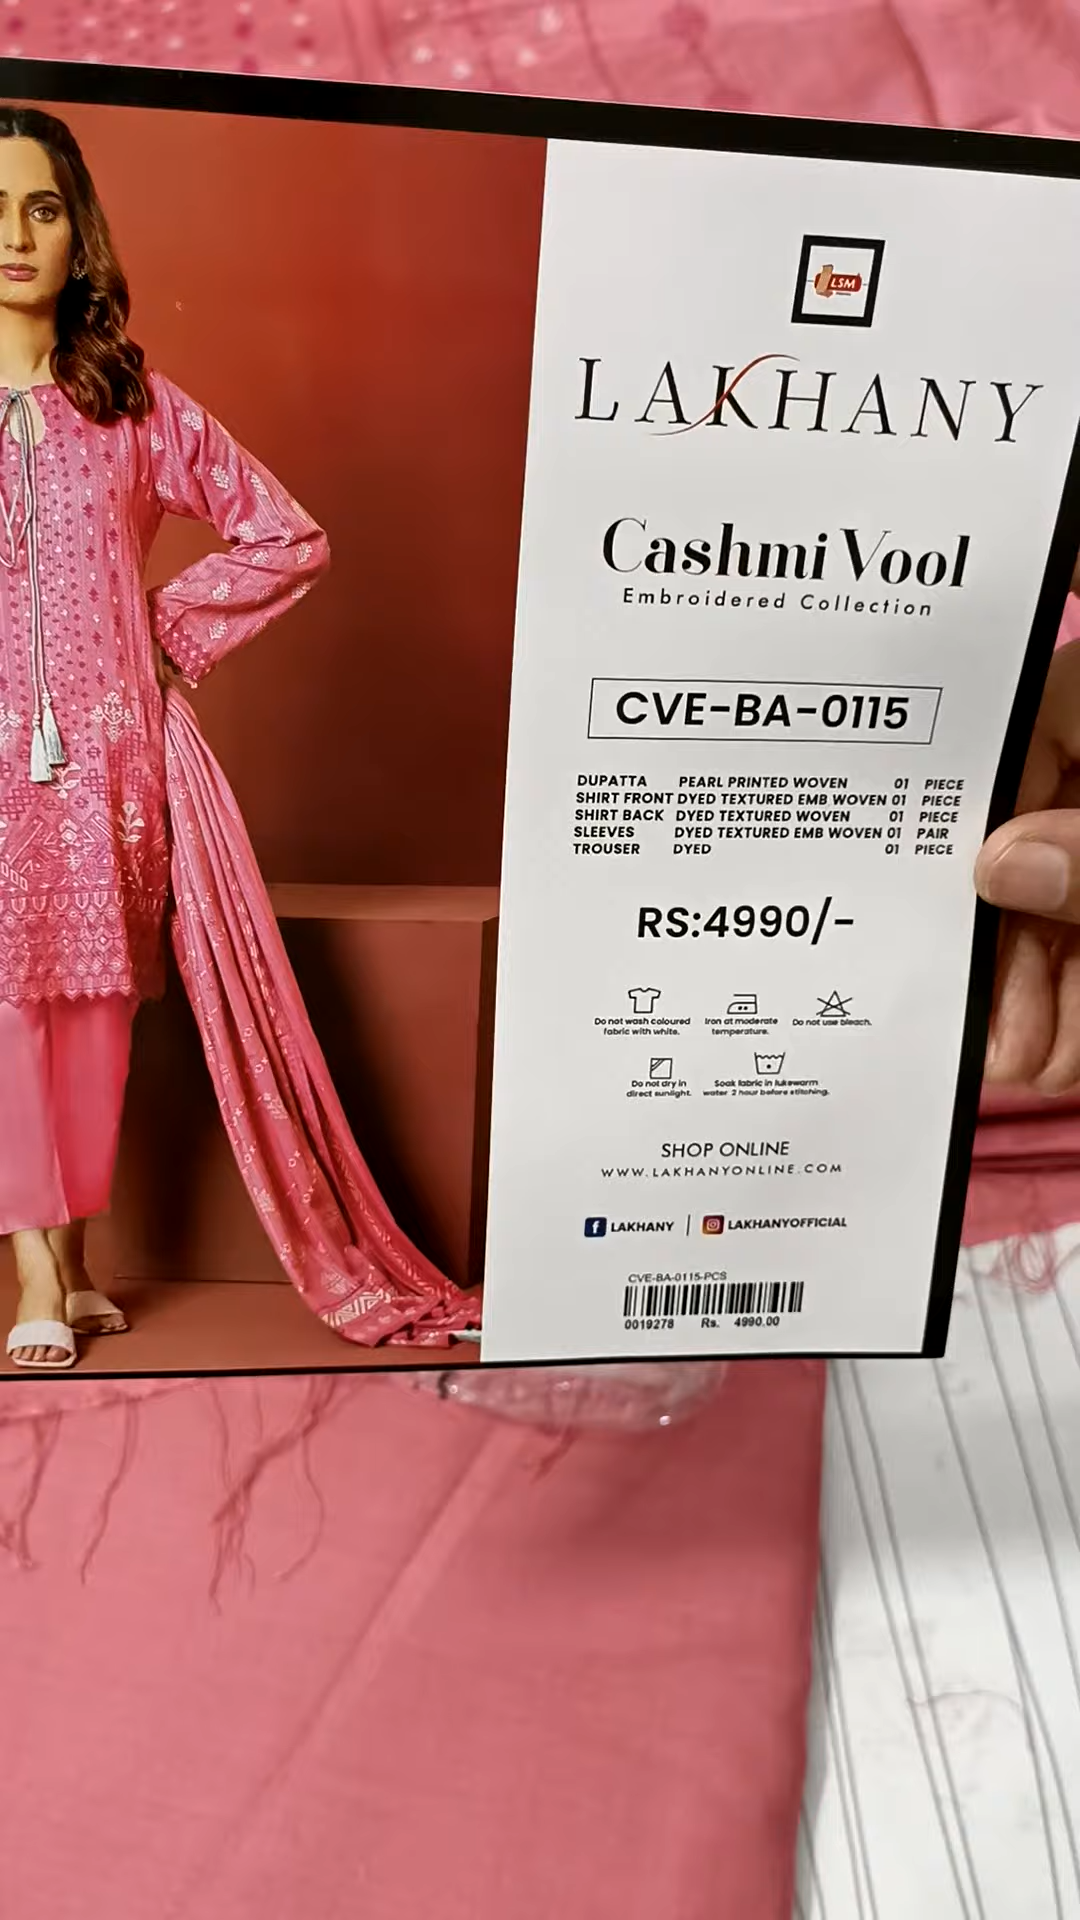 LSM
LAKHANY
Cashmi Vool
Embroidered Collection
CVE-BA-0115
DUPATTA PEARL PRINTED WOVEN 01 PIECE
SHIRT FRONT DYED TEXTURED EMB WOVEN 01 PIECE
SHIRT BACK DYED TEXTURED WOVEN 01 PIECE
SLEEVES DYED TEXTURED EMB WOVEN 01 PAIR
TROUSER DYED 01 PIECE
RS:4990/-
Do not wash coloured
fabric with white.
Iron at moderate
temperature.
Do not use bleach.
Do not dry in
direct sunlight.
Soak fabric in lukewarm
water 2 hour before stitching.
SHOP ONLINE
WWW.LAKHANYONLINE.COM
LAKHANY | LAKHANYOFFICIAL
CVE-BA-0115-PCS
0019278 Rs. 4990.00